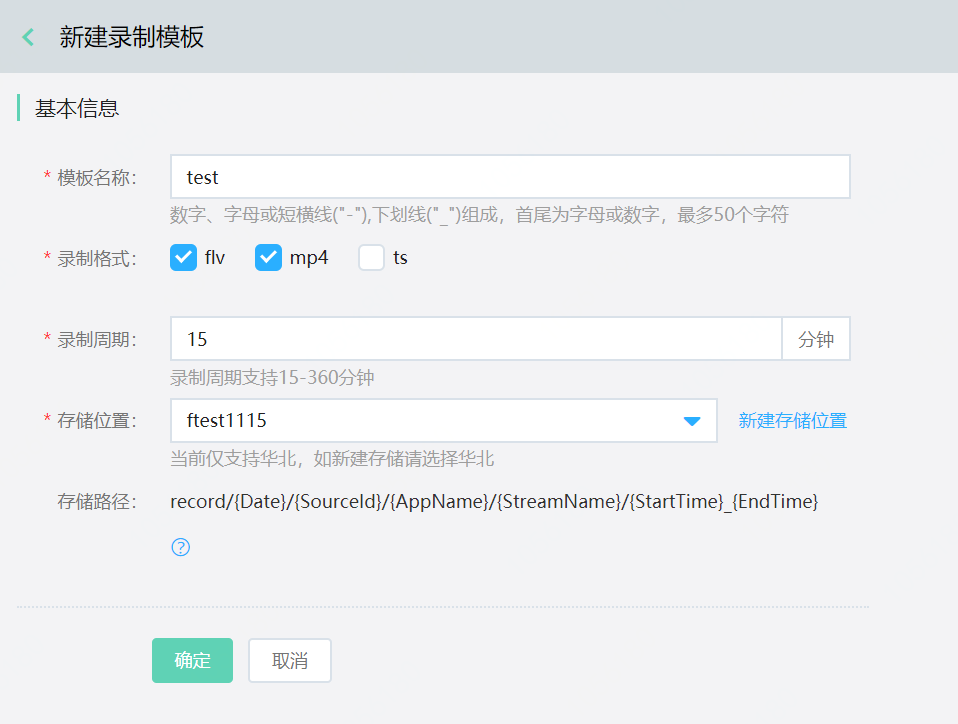 新建录制模板
基本信息
* 模板名称: test
数字、字母或短横线("-"),下划线("_")组成，首尾为字母或数字，最多50个字符
* 录制格式: flv mp4 ts
* 录制周期: 15 分钟
录制周期支持15-360分钟
* 存储位置: ftest1115 新建存储位置
当前仅支持华北，如新建存储请选择华北
存储路径: record/{Date}/{SourceId}/{AppName}/{StreamName}/{StartTime}_{EndTime}
?
确定 取消